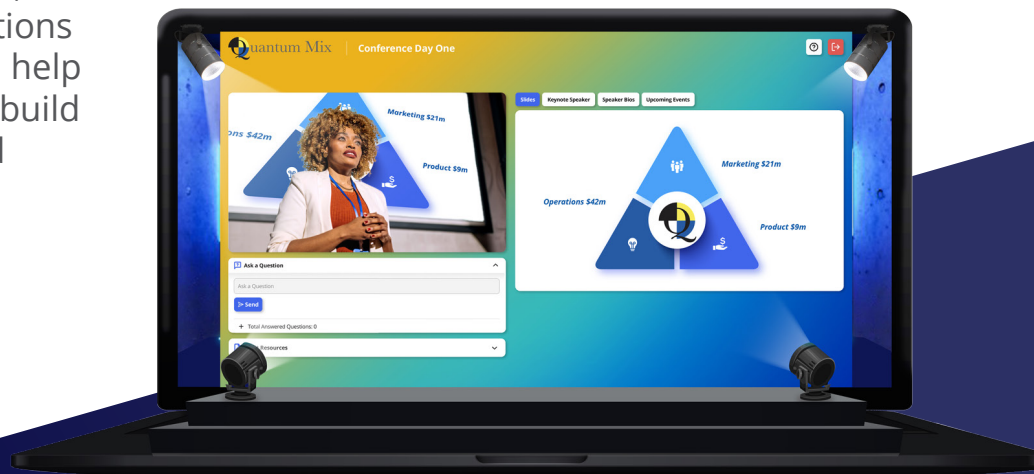 tions
help
build
Quantum Mix
Conference Day One
Marketing $21m
ons $42m
Product $9m
Slides
Keynote Speaker
Speaker Bios
Upcoming Events
Marketing $21m
Operations $42m
Product $9m
Ask a Question
Ask a Question
Send
+ Total Answered Questions: 0
Resources